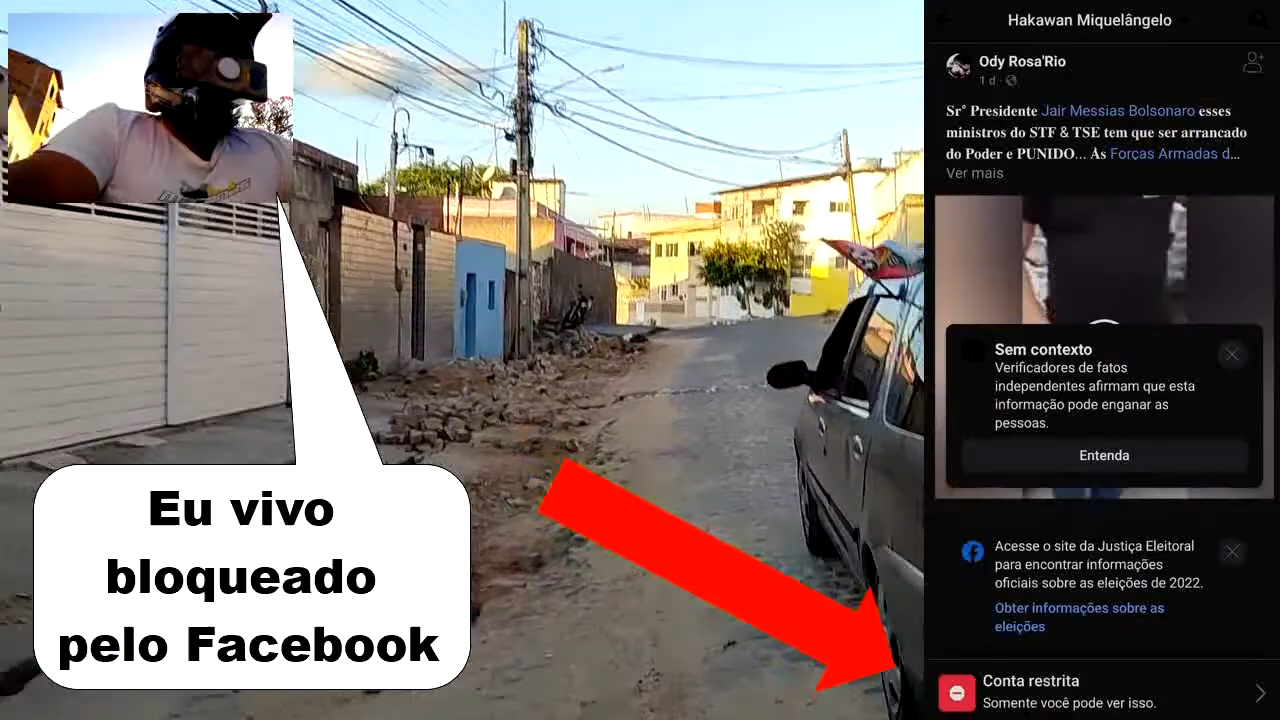 Eu vivo
bloqueado
pelo Facebook
Hakawan Miquelângelo
Ody Rosa'Rio
1 d ·
Srº Presidente Jair Messias Bolsonaro esses
ministros do STF & TSE tem que ser arrancado
do Poder e PUNIDO... As Forças Armadas d...
Ver mais
Sem contexto
Verificadores de fatos
independentes afirmam que esta
informação pode enganar as
pessoas.
Entenda
Acesse o site da Justiça Eleitoral
para encontrar informações
oficiais sobre as eleições de 2022.
Obter informações sobre as
eleições
Conta restrita
Somente você pode ver isso.